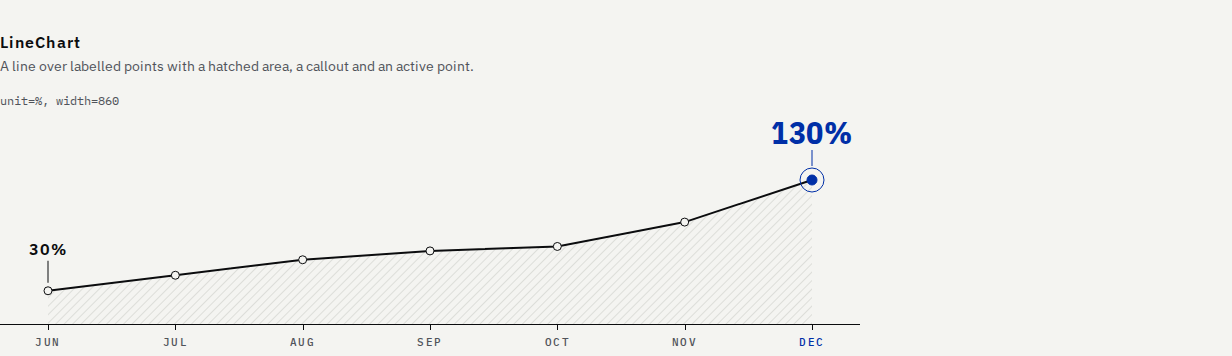 LineChart
A line over labelled points with a hatched area, a callout and an active point.
unit=%, width=860
130%
30%
JUN JUL AUG SEP OCT NOV DEC